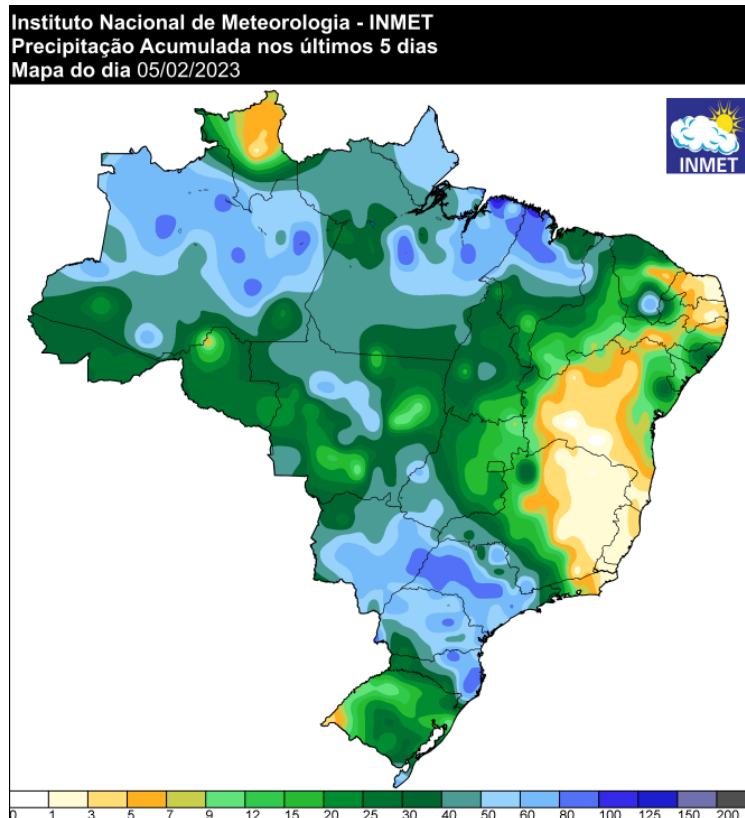 Instituto Nacional de Meteorologia - INMET
Precipitação Acumulada nos últimos 5 dias
Mapa do dia 05/02/2023
INMET
0 1 3 5 7 9 12 15 20 25 30 40 50 60 80 100 125 150 200